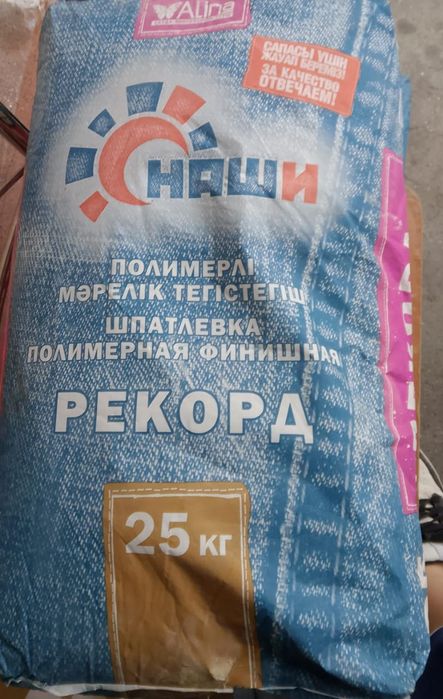 ALina
САПАСЫ ҮШІН
ЖАУАП БЕРЕМІЗ!
ЗА КАЧЕСТВО
ОТВЕЧАЕМ!
НАШИ
ПОЛИМЕРЛІ
МӘРЕЛІК ТЕГІСТЕГІШ
ШПАТЛЕВКА
ПОЛИМЕРНАЯ ФИНИШНАЯ
РЕКОРД
25 КГ